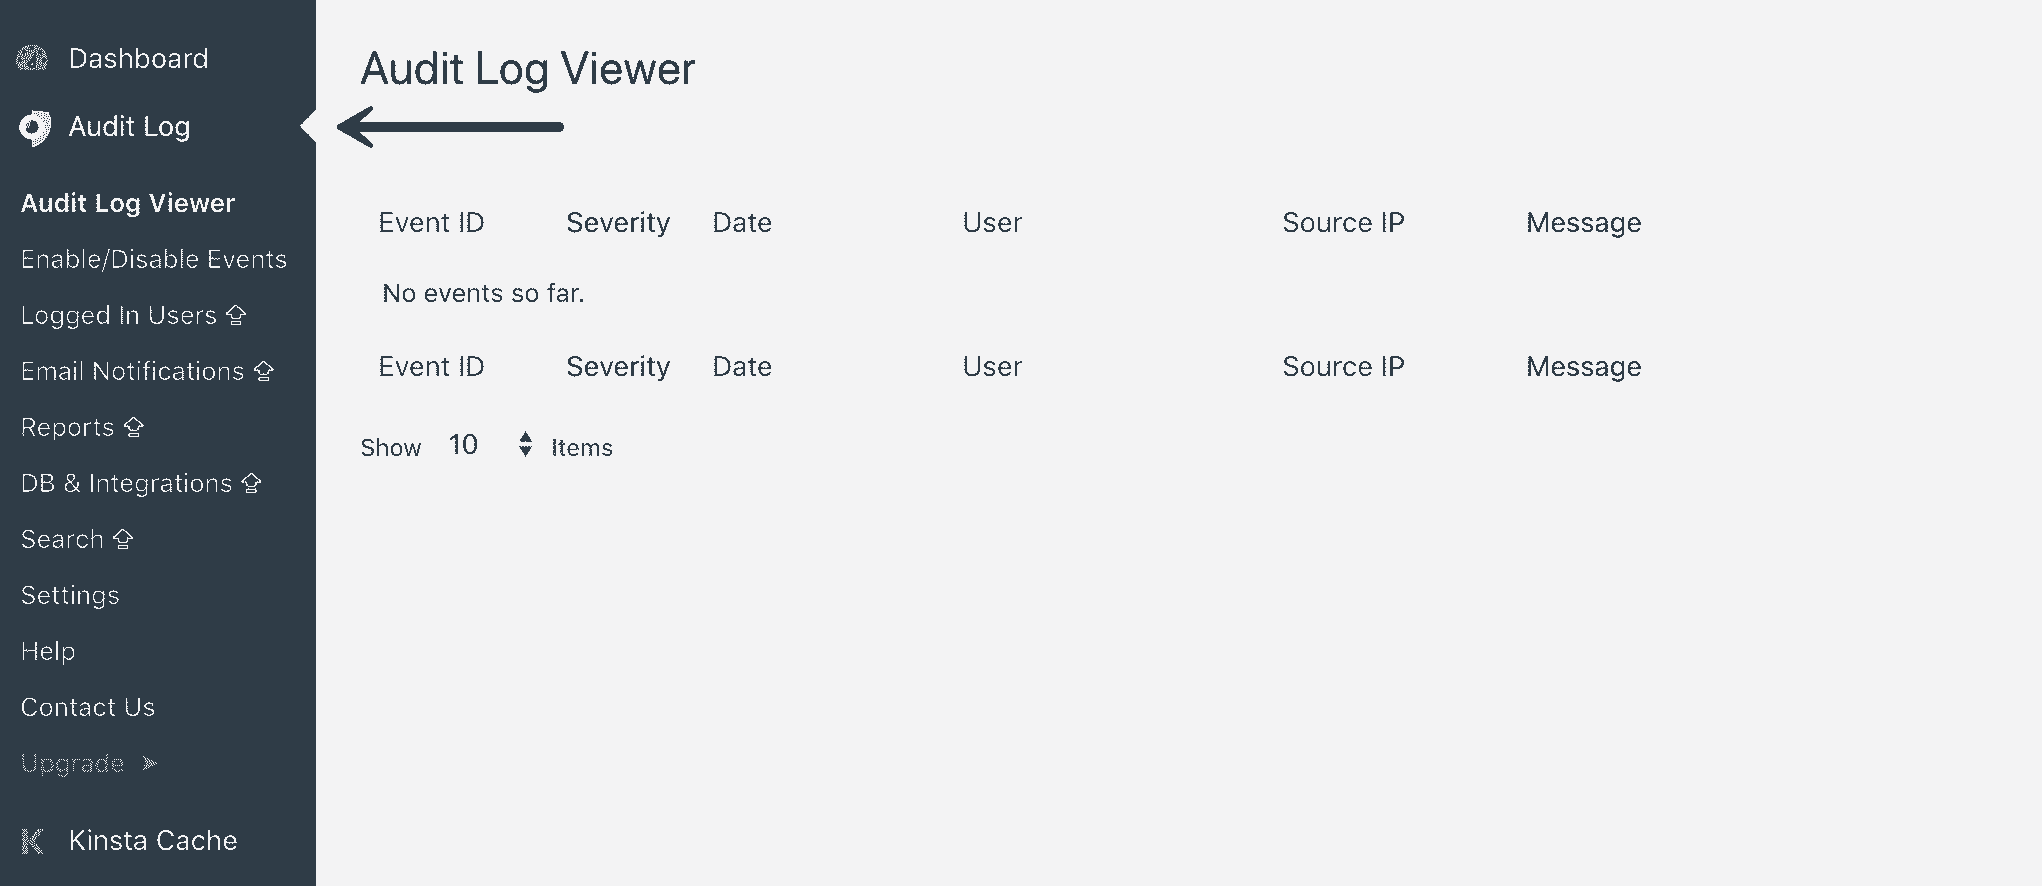 Dashboard
Audit Log
Audit Log Viewer
Enable/Disable Events
Logged In Users
Email Notifications
Reports
DB & Integrations
Search
Settings
Help
Contact Us
Upgrade
Kinsta Cache
Audit Log Viewer
Event ID Severity Date User Source IP Message
No events so far.
Event ID Severity Date User Source IP Message
Show 10 Items